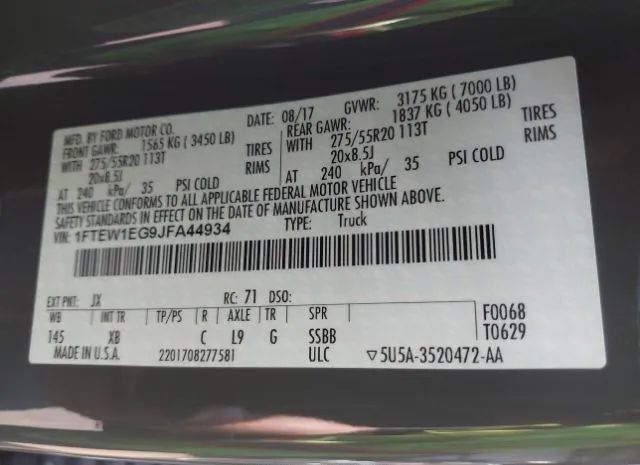 MFD. BY FORD MOTOR CO. DATE: 08/17 GVWR: 3175 KG ( 7000 LB)
FRONT GAWR: 1565 KG ( 3450 LB) REAR GAWR: 1837 KG ( 4050 LB)
WITH 275/55R20 113T TIRES WITH 275/55R20 113T TIRES
20x8.5J RIMS 20x8.5J RIMS
AT 240 kPa/ 35 PSI COLD AT 240 kPa/ 35 PSI COLD
THIS VEHICLE CONFORMS TO ALL APPLICABLE FEDERAL MOTOR VEHICLE
SAFETY STANDARDS IN EFFECT ON THE DATE OF MANUFACTURE SHOWN ABOVE.
VIN: 1FTEW1EG9JFA44934 TYPE: Truck
EXT PNT: JX RC: 71 DSO:
WB INT TR TP/PS R AXLE TR SPR F0068
145 XB C L9 G SSBB T0629
MADE IN U.S.A. 2201708277581 ULC ▽5U5A-3520472-AA